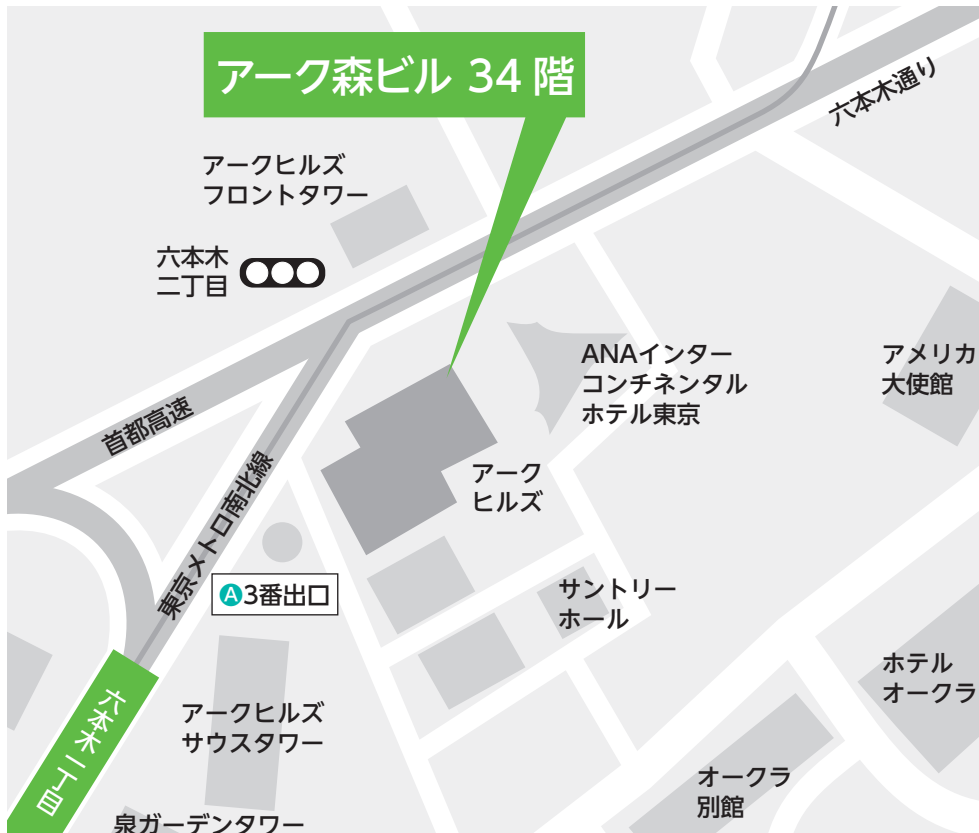 アーク森ビル 34 階
六本木通り
アークヒルズ
フロントタワー
六本木
二丁目
ANAインター
コンチネンタル
ホテル東京
アメリカ
大使館
首都高速
東京メトロ南北線
アーク
ヒルズ
A3番出口
サントリー
ホール
ホテル
オークラ
六本木一丁目
アークヒルズ
サウスタワー
オークラ
別館
泉ガーデンタワー